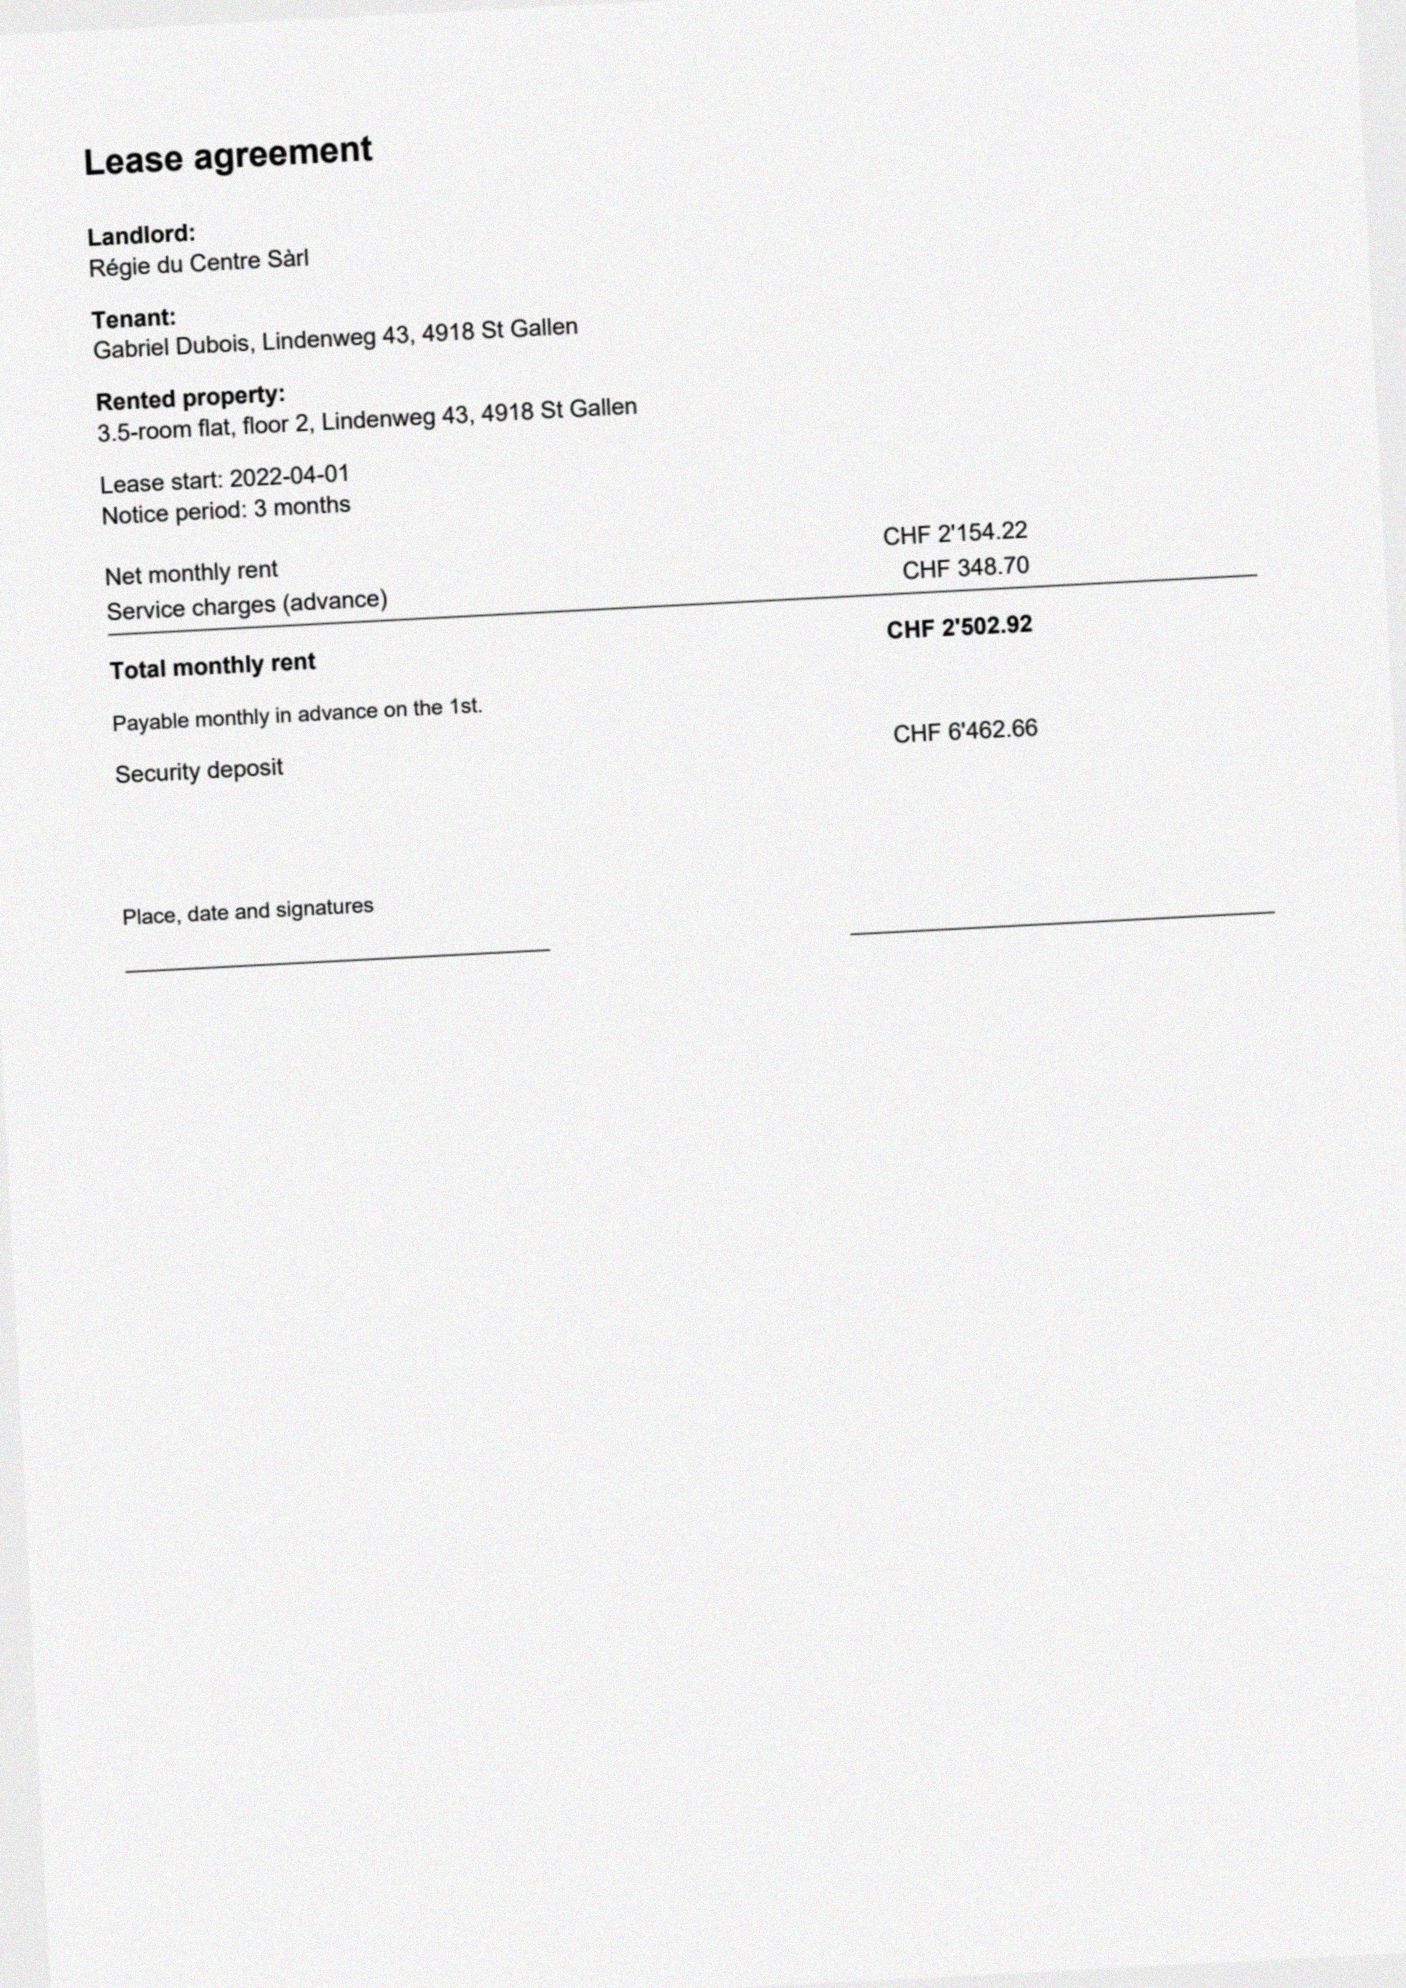 Lease agreement
Landlord:
Régie du Centre Sàrl
Tenant:
Gabriel Dubois, Lindenweg 43, 4918 St Gallen
Rented property:
3.5-room flat, floor 2, Lindenweg 43, 4918 St Gallen
Lease start: 2022-04-01
Notice period: 3 months
Net monthly rent CHF 2'154.22
Service charges (advance) CHF 348.70
Total monthly rent CHF 2'502.92
Payable monthly in advance on the 1st.
Security deposit CHF 6'462.66
Place, date and signatures